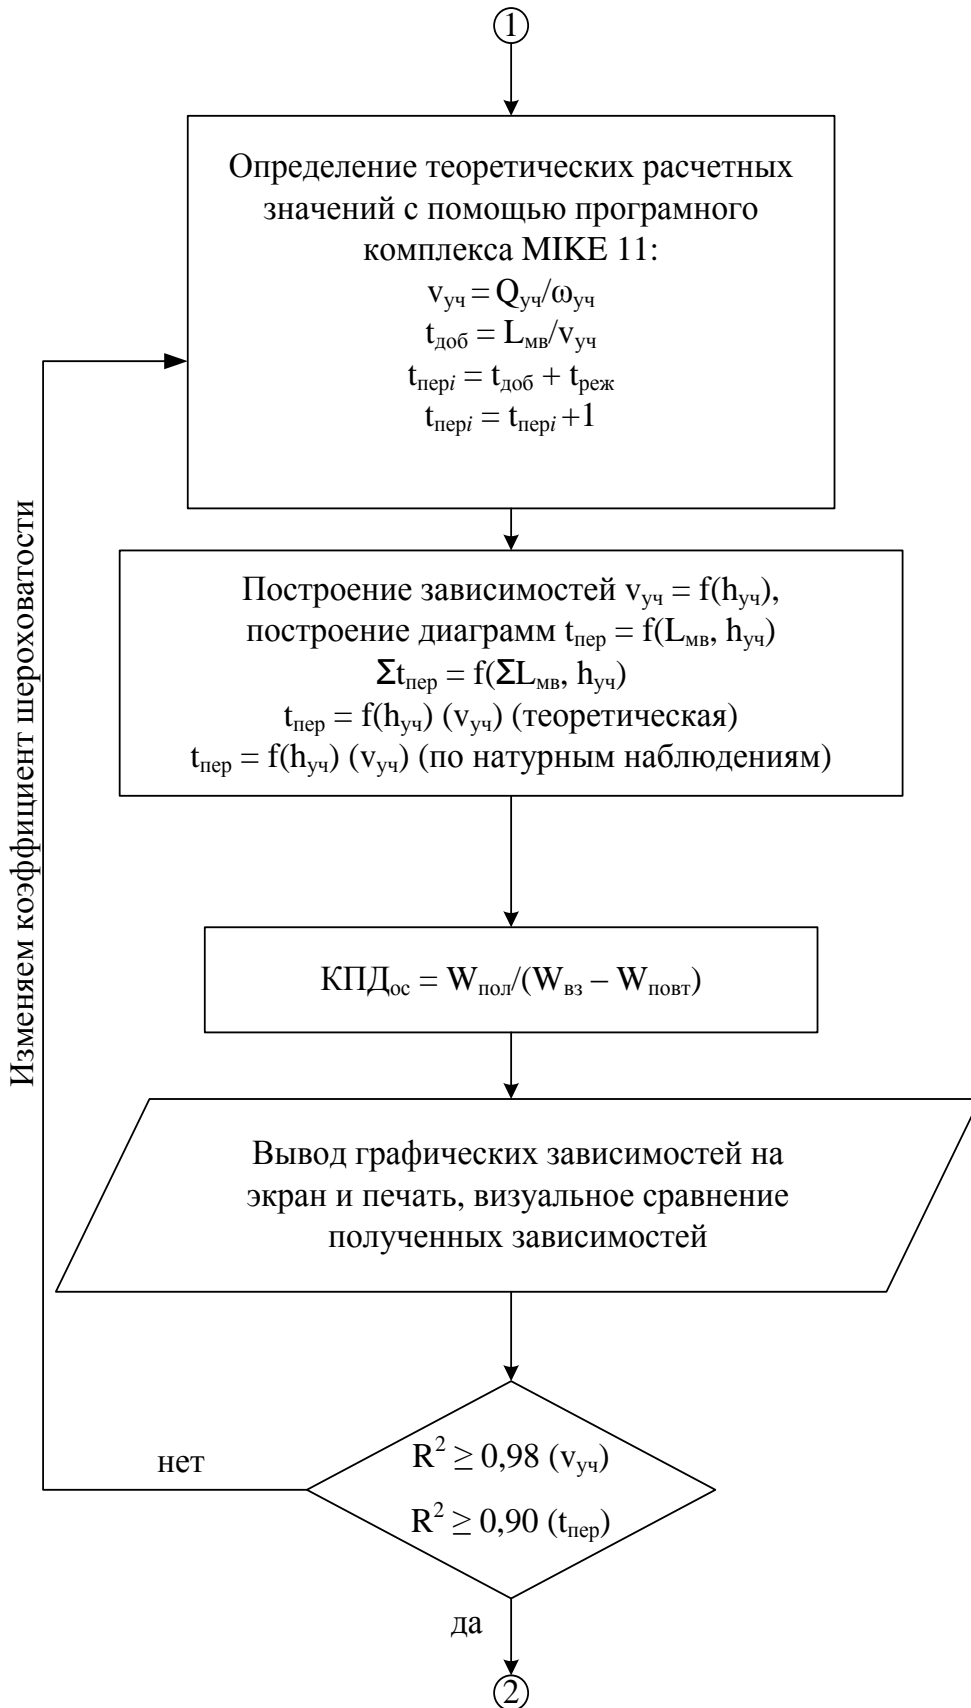 1
Определение теоретических расчетных
значений с помощью програмного
комплекса MIKE 11:
vуч = Qуч/ωуч
tдоб = Lмв/vуч
tперi = tдоб + tреж
tперi = tперi +1
Построение зависимостей vуч = f(hуч),
построение диаграмм tпер = f(Lмв, hуч)
Σtпер = f(ΣLмв, hуч)
tпер = f(hуч) (vуч) (теоретическая)
tпер = f(hуч) (vуч) (по натурным наблюдениям)
КПДос = Wпол/(Wвз – Wповт)
Вывод графических зависимостей на
экран и печать, визуальное сравнение
полученных зависимостей
R² ≥ 0,98 (vуч)
R² ≥ 0,90 (tпер)
нет
Изменяем коэффициент шероховатости
да
2